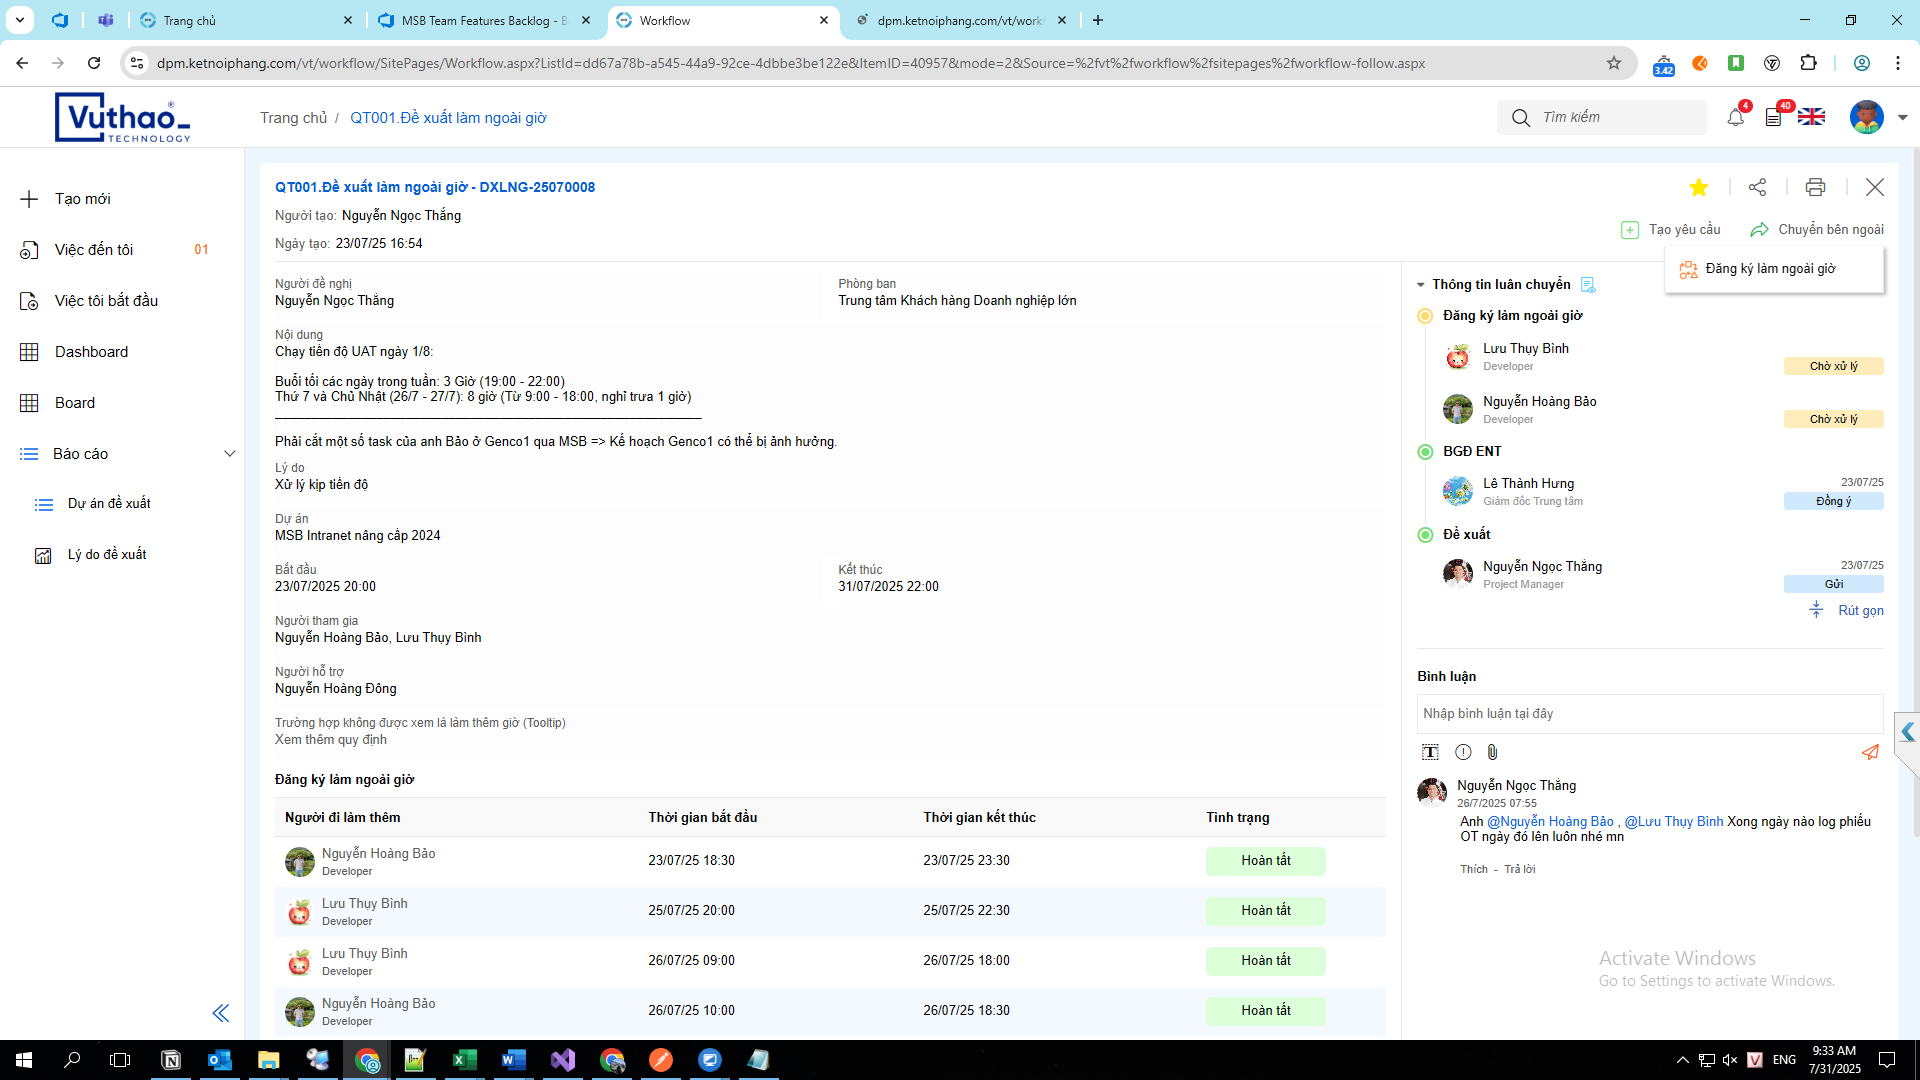 Trang chủ
MSB Team Features Backlog - B
Workflow
dpm.ketnoiphang.com/vt/workf
dpm.ketnoiphang.com/vt/workflow/SitePages/Workflow.aspx?ListId=dd67a78b-a545-44a9-92ce-4dbbe3be122e&ItemID=40957&mode=2&Source=%2fvt%2fworkflow%2fsitepages%2fworkflow-follow.aspx
3.42
Vuthao_®
TECHNOLOGY
Trang chủ / QT001.Đề xuất làm ngoài giờ
Tìm kiếm
4
40
Tạo mới
Việc đến tôi 01
Việc tôi bắt đầu
Dashboard
Board
Báo cáo
Dự án đề xuất
Lý do đề xuất
QT001.Đề xuất làm ngoài giờ - DXLNG-25070008
Người tạo: Nguyễn Ngọc Thắng
Ngày tạo: 23/07/25 16:54
Tạo yêu cầu
Chuyển bên ngoài
Đăng ký làm ngoài giờ
Người đề nghị
Nguyễn Ngọc Thắng
Phòng ban
Trung tâm Khách hàng Doanh nghiệp lớn
Nội dung
Chạy tiến độ UAT ngày 1/8:
Buổi tối các ngày trong tuần: 3 Giờ (19:00 - 22:00)
Thứ 7 và Chủ Nhật (26/7 - 27/7): 8 giờ (Từ 9:00 - 18:00, nghỉ trưa 1 giờ)
Phải cắt một số task của anh Bảo ở Genco1 qua MSB => Kế hoạch Genco1 có thể bị ảnh hưởng.
Lý do
Xử lý kịp tiến độ
Dự án
MSB Intranet nâng cấp 2024
Bắt đầu
23/07/2025 20:00
Kết thúc
31/07/2025 22:00
Người tham gia
Nguyễn Hoàng Bảo, Lưu Thụy Bình
Người hỗ trợ
Nguyễn Hoàng Đông
Trường hợp không được xem là làm thêm giờ (Tooltip)
Xem thêm quy định
Đăng ký làm ngoài giờ
Người đi làm thêm Thời gian bắt đầu Thời gian kết thúc Tình trạng
Nguyễn Hoàng Bảo
Developer
23/07/25 18:30 23/07/25 23:30 Hoàn tất
Lưu Thụy Bình
Developer
25/07/25 20:00 25/07/25 22:30 Hoàn tất
Lưu Thụy Bình
Developer
26/07/25 09:00 26/07/25 18:00 Hoàn tất
Nguyễn Hoàng Bảo
Developer
26/07/25 10:00 26/07/25 18:30 Hoàn tất
Thông tin luân chuyển
Đăng ký làm ngoài giờ
Lưu Thụy Bình
Developer
Chờ xử lý
Nguyễn Hoàng Bảo
Developer
Chờ xử lý
BGĐ ENT
Lê Thành Hưng
23/07/25
Giám đốc Trung tâm
Đồng ý
Đề xuất
Nguyễn Ngọc Thắng
23/07/25
Project Manager
Gửi
Rút gọn
Bình luận
Nhập bình luận tại đây
Nguyễn Ngọc Thắng
26/7/2025 07:55
Anh @Nguyễn Hoàng Bảo , @Lưu Thụy Bình Xong ngày nào log phiếu
OT ngày đó lên luôn nhé mn
Thích - Trả lời
Activate Windows
Go to Settings to activate Windows.
ENG
9:33 AM
7/31/2025